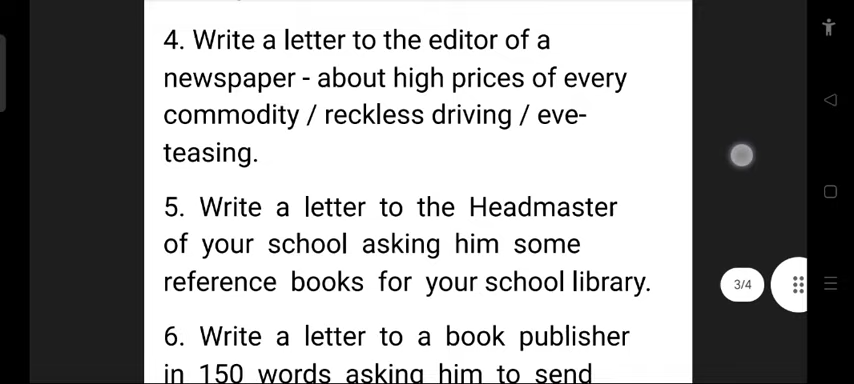 4. Write a letter to the editor of a
newspaper - about high prices of every
commodity / reckless driving / eve-
teasing.
5. Write a letter to the Headmaster
of your school asking him some
reference books for your school library.
3/4
6. Write a letter to a book publisher
in 150 words asking him to send